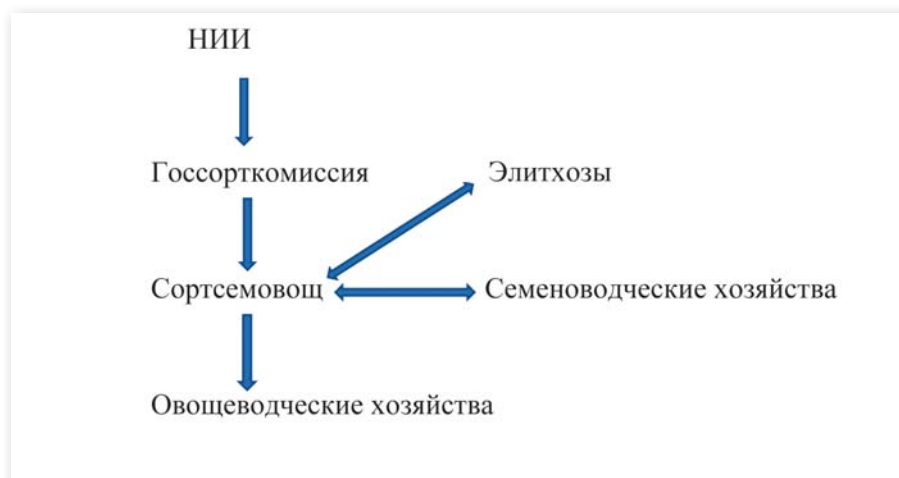 НИИ
Госсорткомиссия Элитхозы
Сортсемовощ Семеноводческие хозяйства
Овощеводческие хозяйства